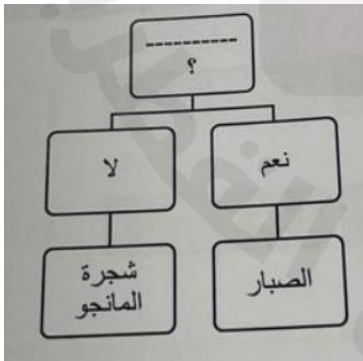 ----------
؟
نعم
لا
الصبار
شجرة
المانجو